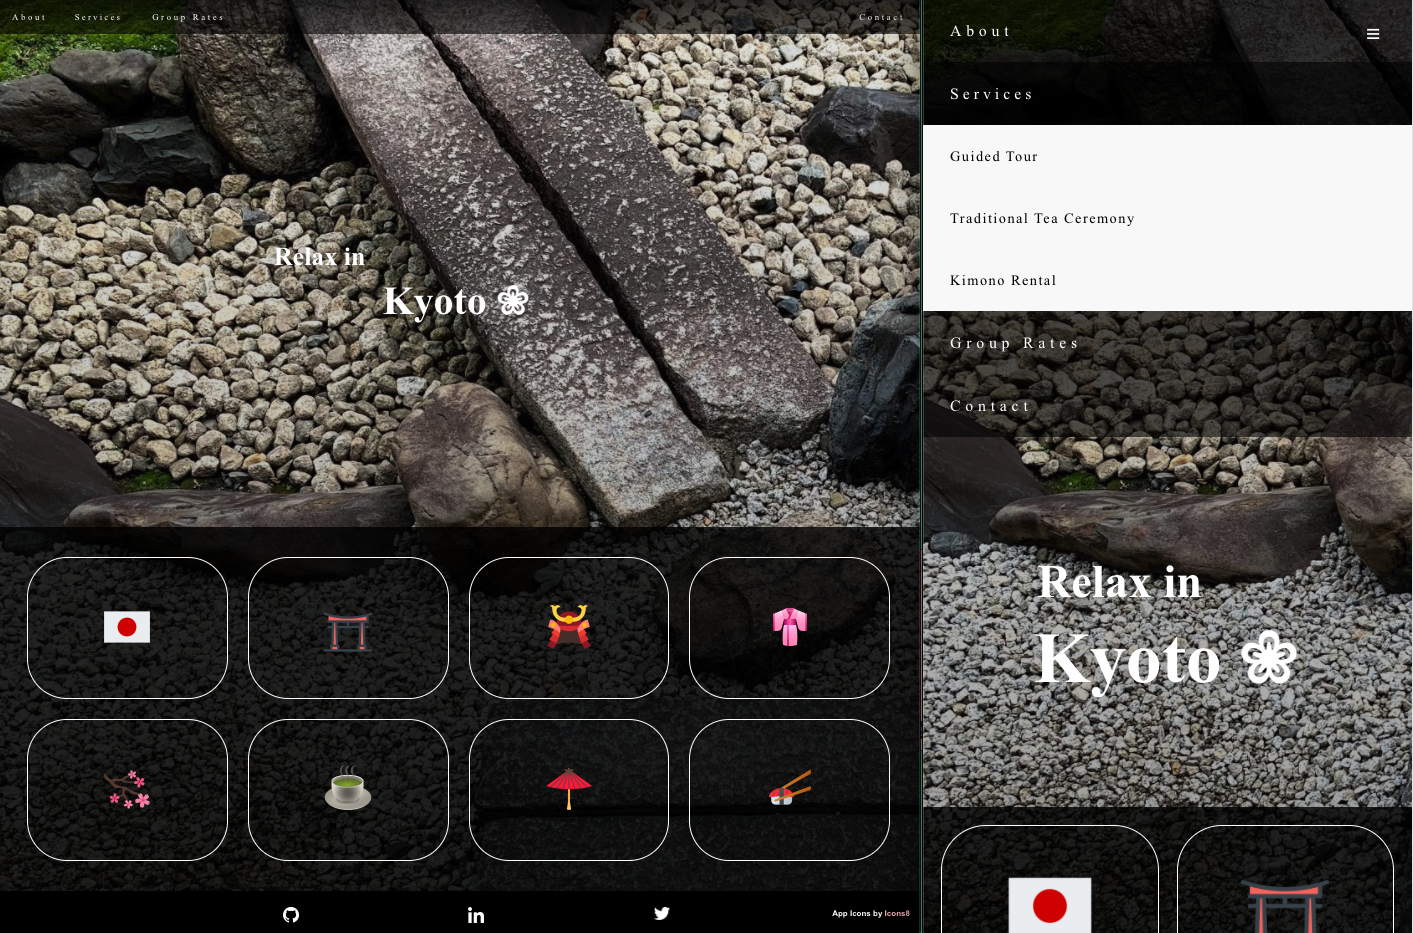 About Services Group Rates Contact
Relax in
Kyoto ❀
App Icons by Icons8
About
Services
Guided Tour
Traditional Tea Ceremony
Kimono Rental
Group Rates
Contact
Relax in
Kyoto ❀